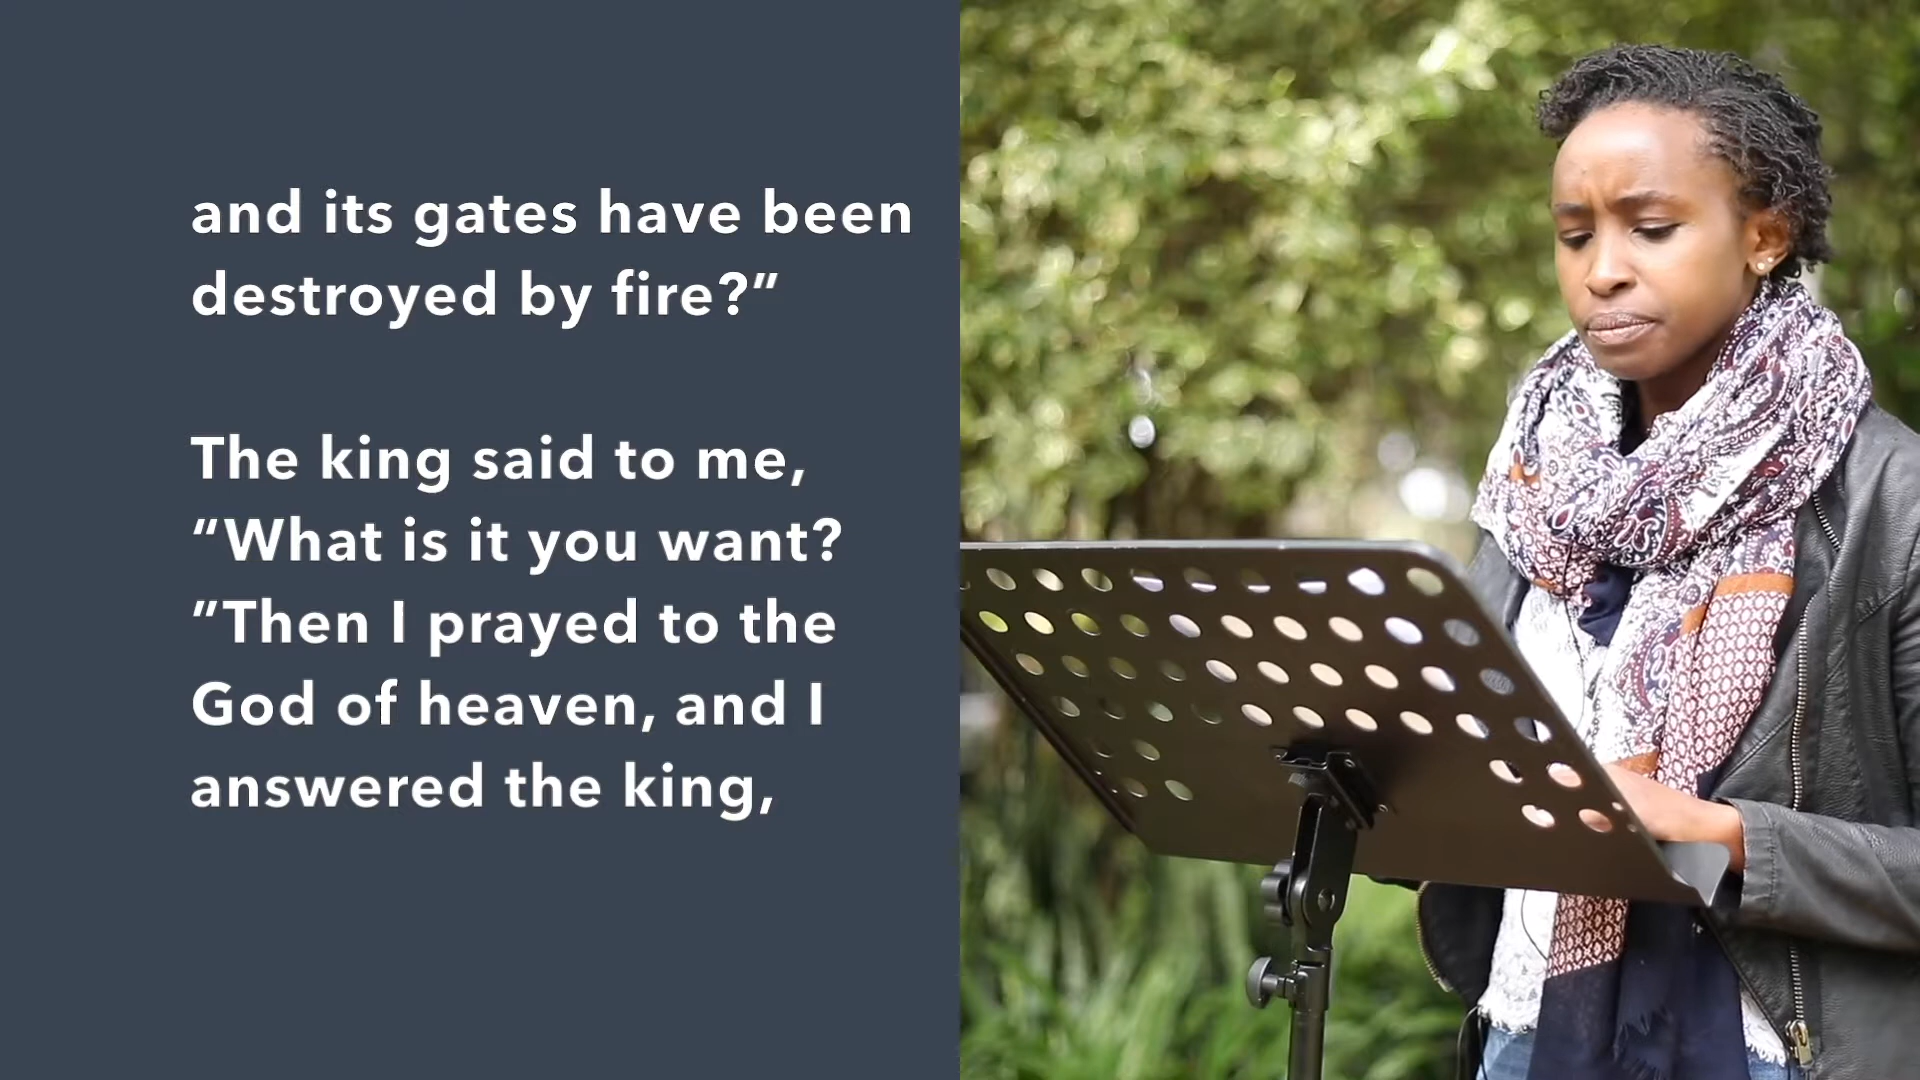 and its gates have been
destroyed by fire?”
The king said to me,
“What is it you want?
”Then I prayed to the
God of heaven, and I
answered the king,